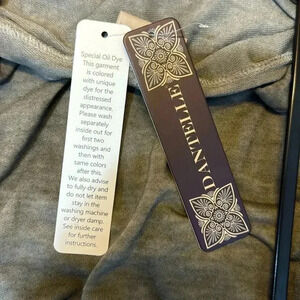 Special Oil Dye
This garment
is colored
with unique
dye for the
distressed
appearance.
Please wash
separately
inside out for
first two
washings and
then with
same colors
after this.
We also advise
to fully dry and
do not let item
stay in the
washing machine
or dryer damp.
See inside care
for further
instructions.
DANTELLE